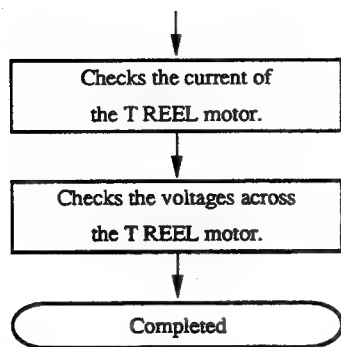 Checks the current of
the T REEL motor.
Checks the voltages across
the T REEL motor.
Completed